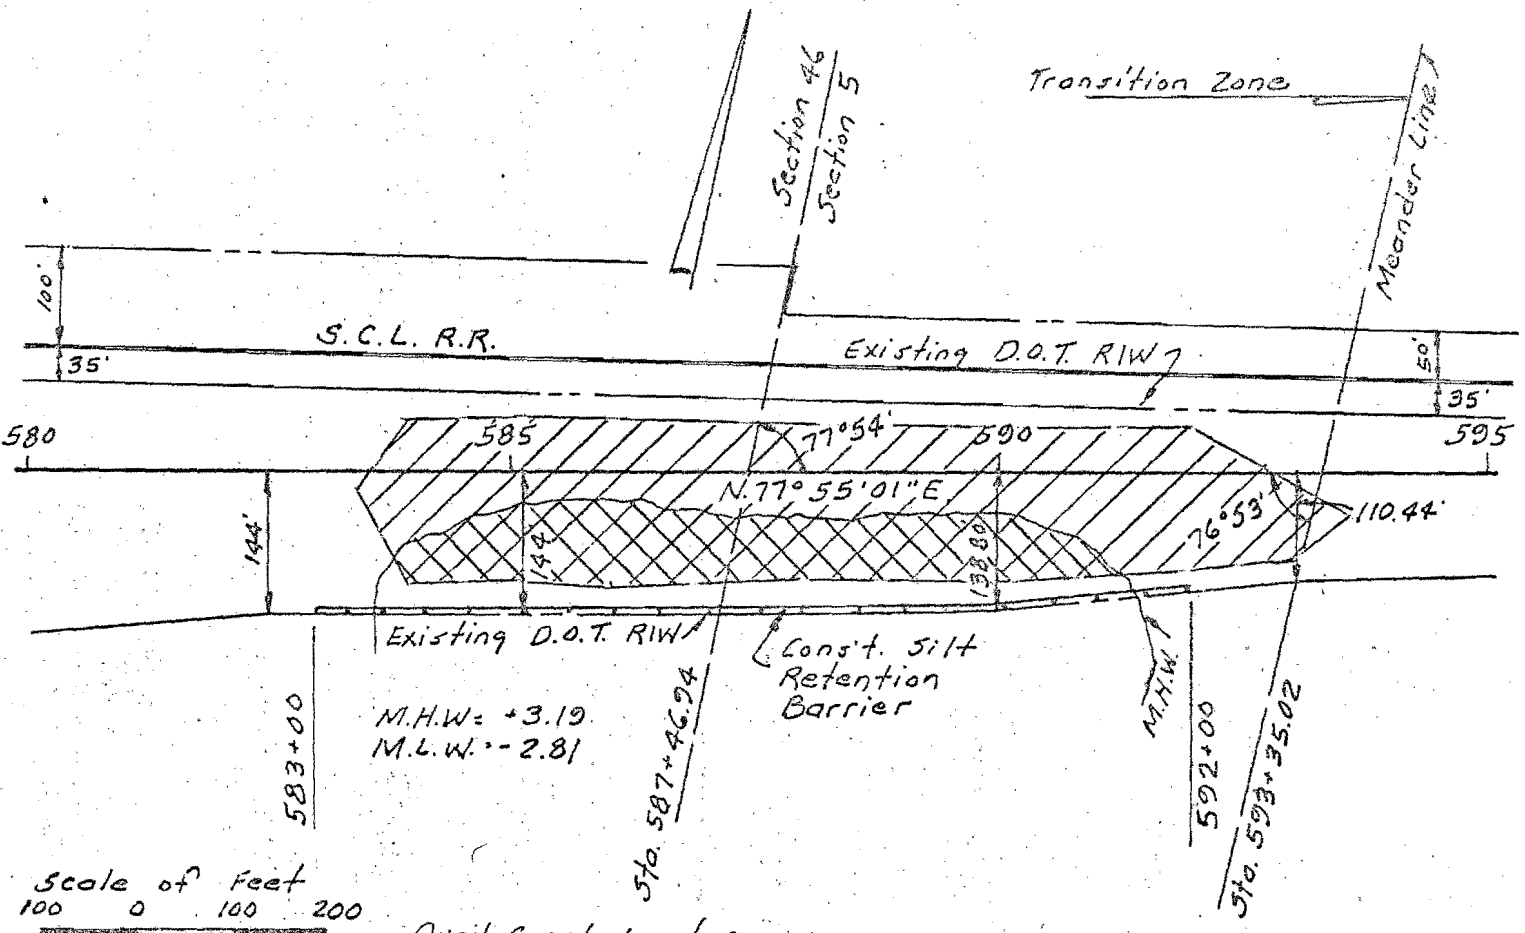 Section 46
Section 5
Transition Zone
Meander Line
100'
S.C.L. R.R.
35'
Existing D.O.T. R/W
50'
35'
580
585
77°54'
590
595
N.77°55'01"E
144'
144'
138.80'
76°53'
110.44'
Existing D.O.T. R/W
Const. Silt
Retention
Barrier
M.H.W.
M.H.W= +3.19
M.L.W.=-2.81
583+00
Sta. 587+46.94
592+00
Sta. 593+35.02
Scale of Feet
100 0 100 200